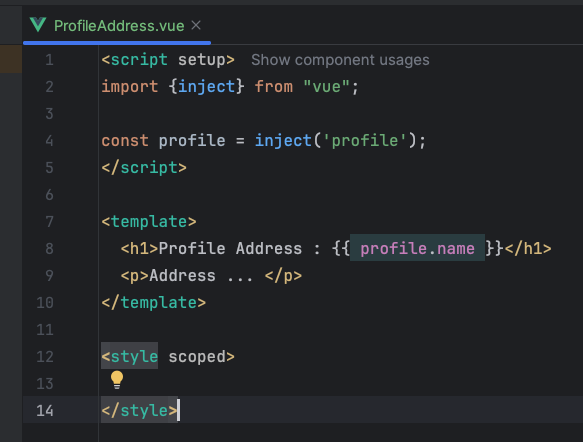 ProfileAddress.vue
1 <script setup> Show component usages
2 import {inject} from "vue";
3
4 const profile = inject('profile');
5 </script>
6
7 <template>
8 <h1>Profile Address : {{ profile.name }}</h1>
9 <p>Address ... </p>
10 </template>
11
12 <style scoped>
13
14 </style>